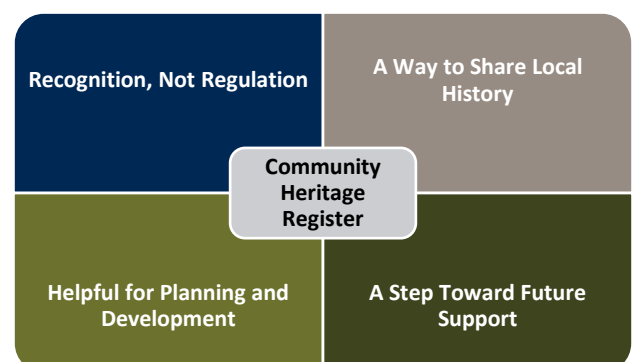 Recognition, Not Regulation
A Way to Share Local
History
Community
Heritage
Register
Helpful for Planning and
Development
A Step Toward Future
Support